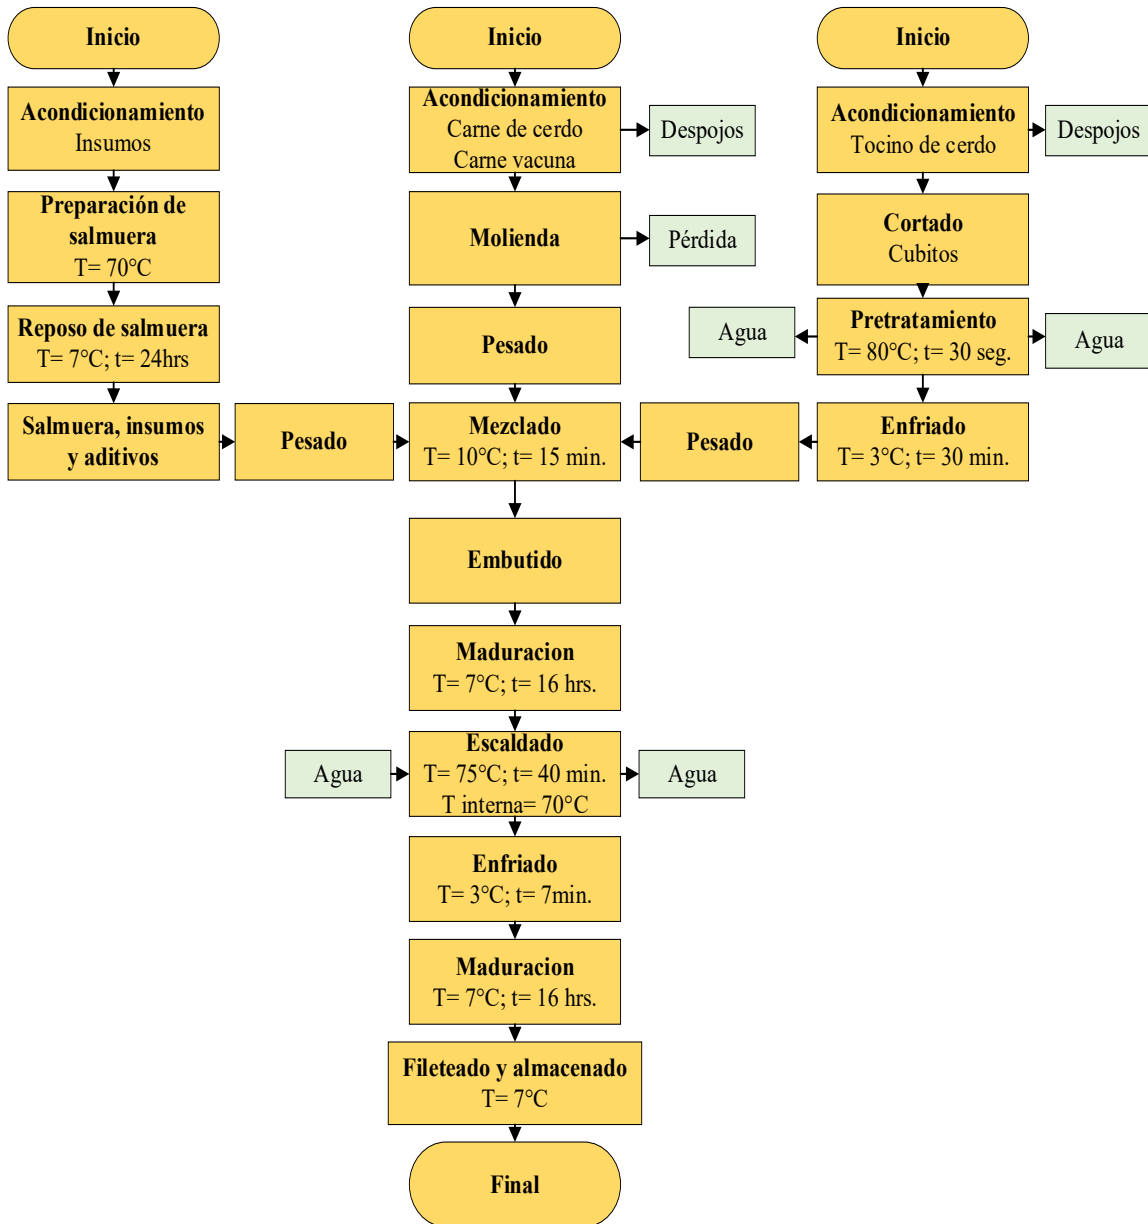 Inicio
Acondicionamiento
Insumos
Preparación de
salmuera
T= 70°C
Reposo de salmuera
T= 7°C; t= 24hrs
Salmuera, insumos
y aditivos
Pesado
Inicio
Acondicionamiento
Carne de cerdo
Carne vacuna
Despojos
Molienda
Pérdida
Pesado
Mezclado
T= 10°C; t= 15 min.
Inicio
Acondicionamiento
Tocino de cerdo
Despojos
Cortado
Cubitos
Agua
Pretratamiento
T= 80°C; t= 30 seg.
Agua
Enfriado
T= 3°C; t= 30 min.
Pesado
Embutido
Maduracion
T= 7°C; t= 16 hrs.
Agua
Escaldado
T= 75°C; t= 40 min.
T interna= 70°C
Agua
Enfriado
T= 3°C; t= 7min.
Maduracion
T= 7°C; t= 16 hrs.
Fileteado y almacenado
T= 7°C
Final